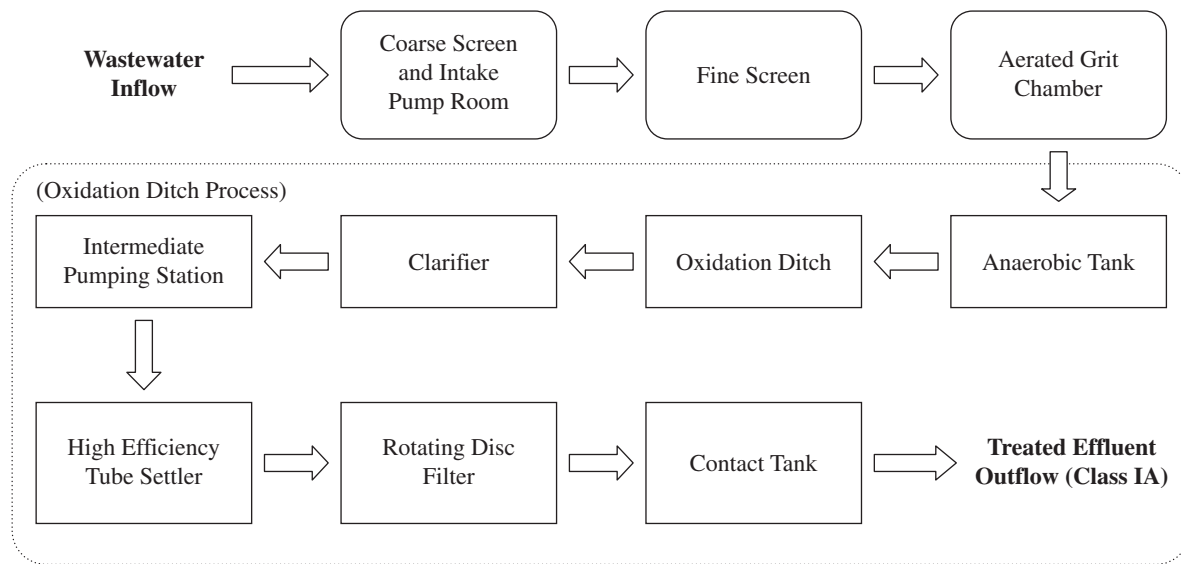 Wastewater
Inflow
Coarse Screen
and Intake
Pump Room
Fine Screen
Aerated Grit
Chamber
(Oxidation Ditch Process)
Anaerobic Tank
Oxidation Ditch
Clarifier
Intermediate
Pumping Station
High Efficiency
Tube Settler
Rotating Disc
Filter
Contact Tank
Treated Effluent
Outflow (Class IA)